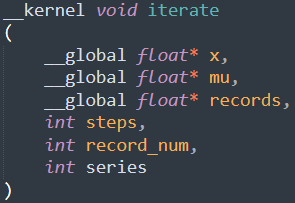 __kernel void iterate
(
    __global float* x,
    __global float* mu,
    __global float* records,
    int steps,
    int record_num,
    int series
)